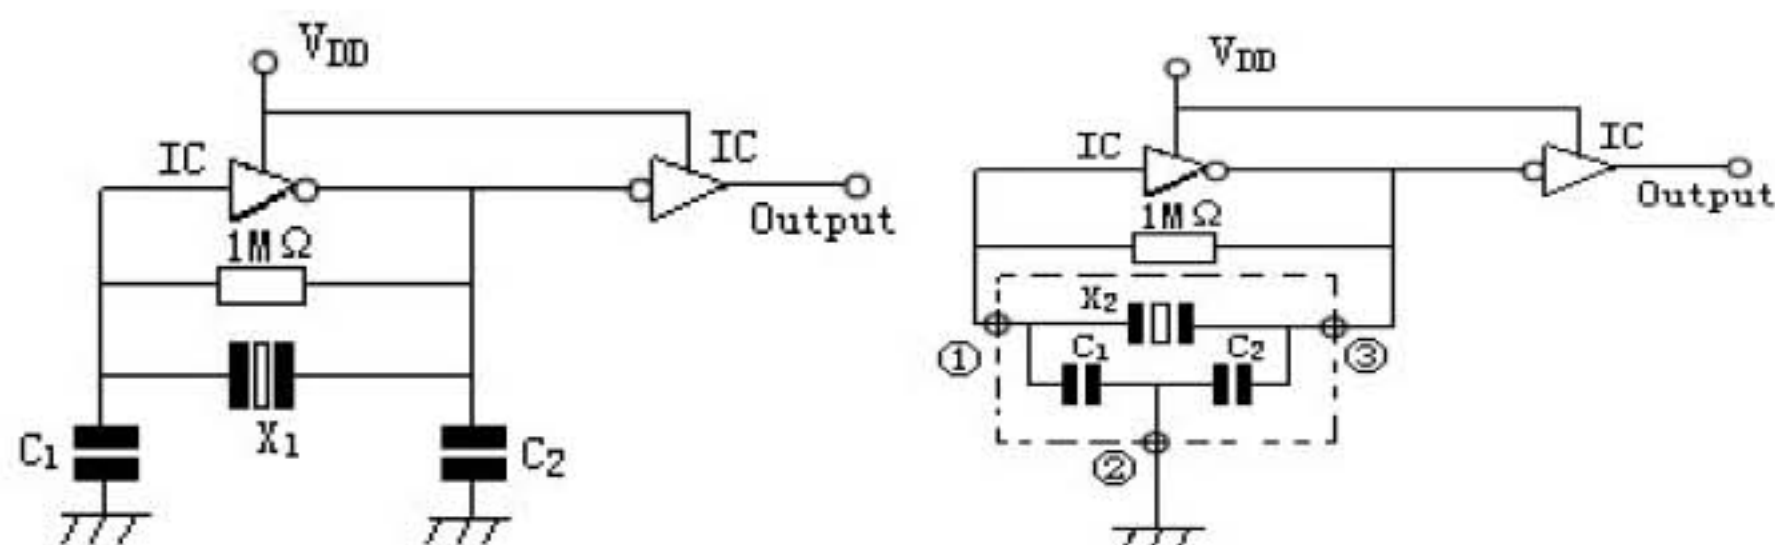 VDD
IC
IC
Output
1MΩ
X1
C1
C2
VDD
IC
IC
Output
1MΩ
X2
C1
C2
①
③
②